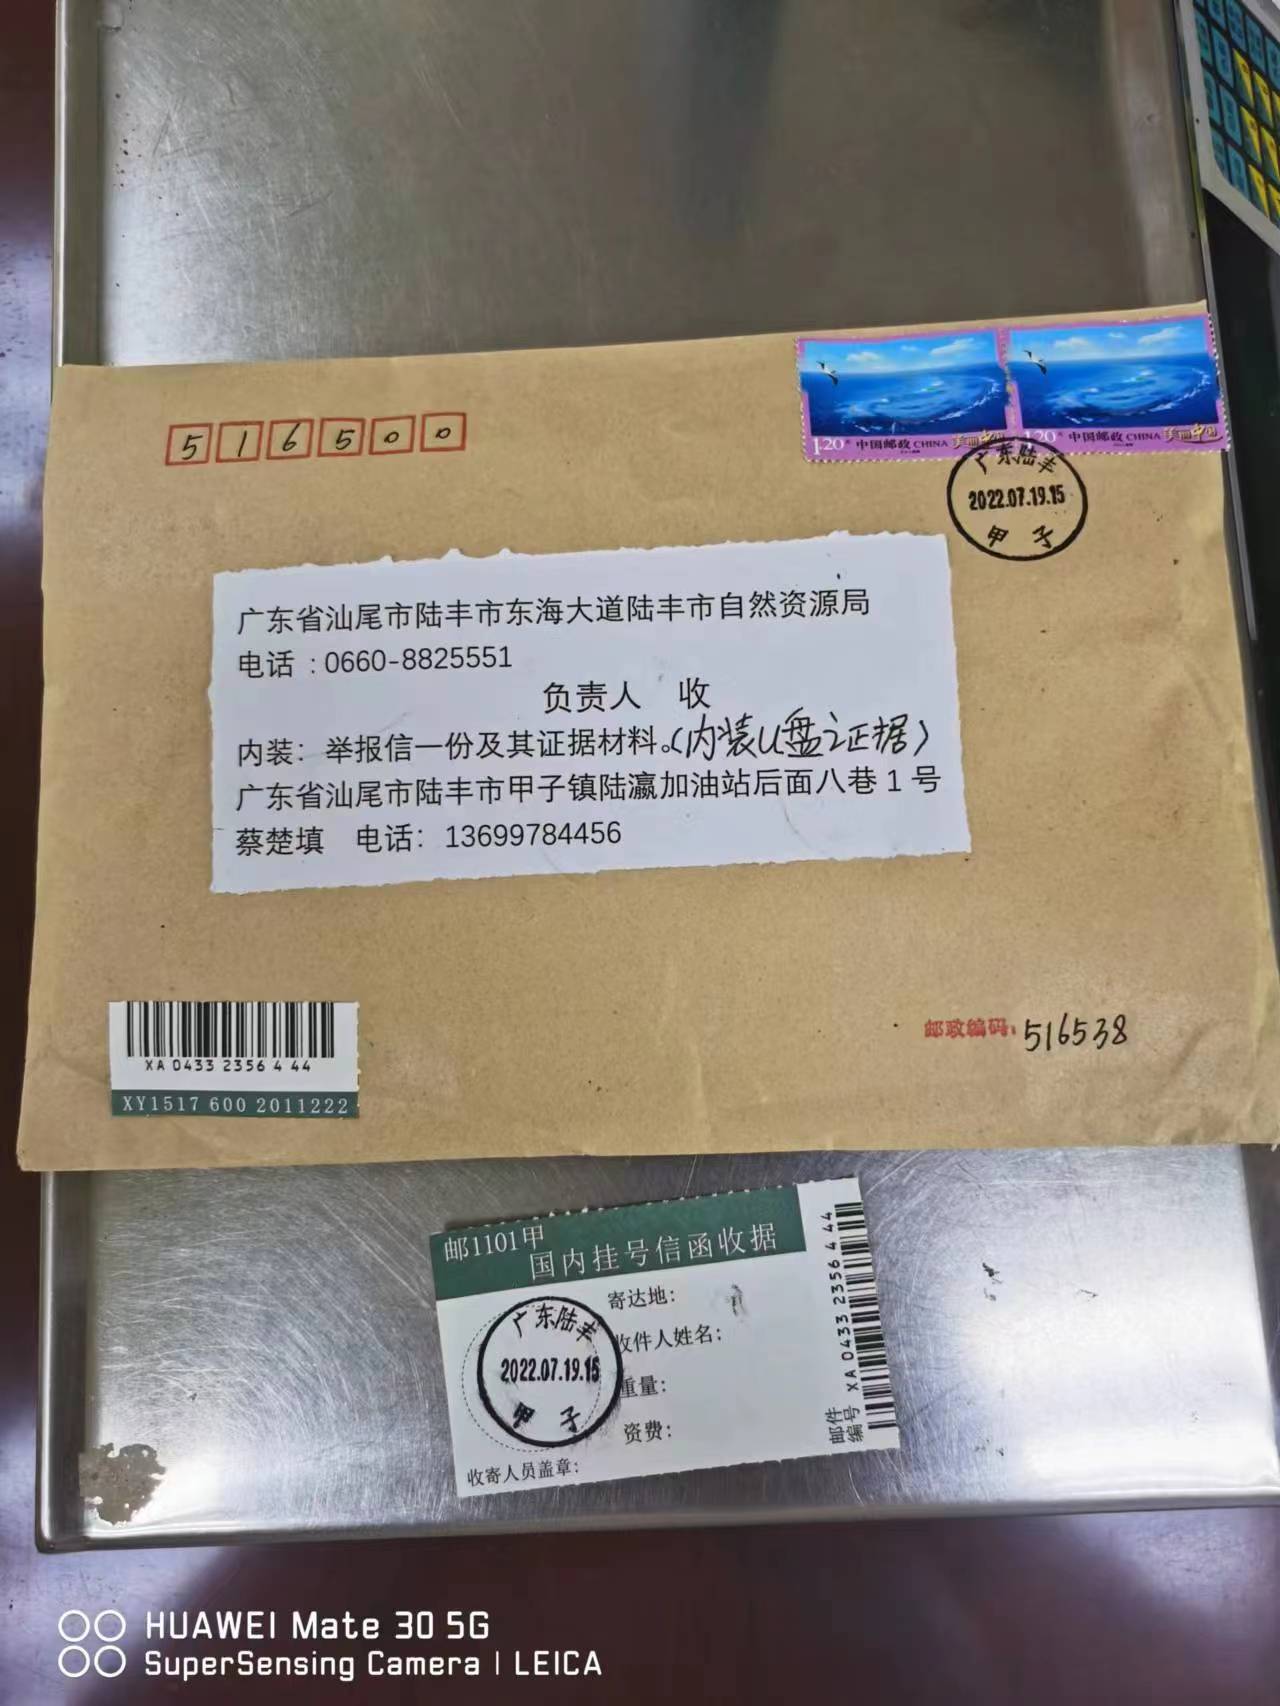 516500
1.20元 中国邮政 CHINA 美丽中国
1.20元 中国邮政 CHINA 美丽中国
广东陆丰
2022.07.19.15
甲子
广东省汕尾市陆丰市东海大道陆丰市自然资源局
电话 : 0660-8825551
负责人 收
内装：举报信一份及其证据材料。(内装U盘证据)
广东省汕尾市陆丰市甲子镇陆瀛加油站后面八巷 1 号
蔡楚填 电话：13699784456
XA 0433 2356 4 44
XY1517 600 2011222
邮政编码：516538
邮1101甲
国内挂号信函收据
寄达地：
收件人姓名：
重量：
资费：
收寄人员盖章：
广东陆丰
2022.07.19.15
甲子
邮件
编号 XA 0433 2356 4 44
HUAWEI Mate 30 5G
SuperSensing Camera | LEICA